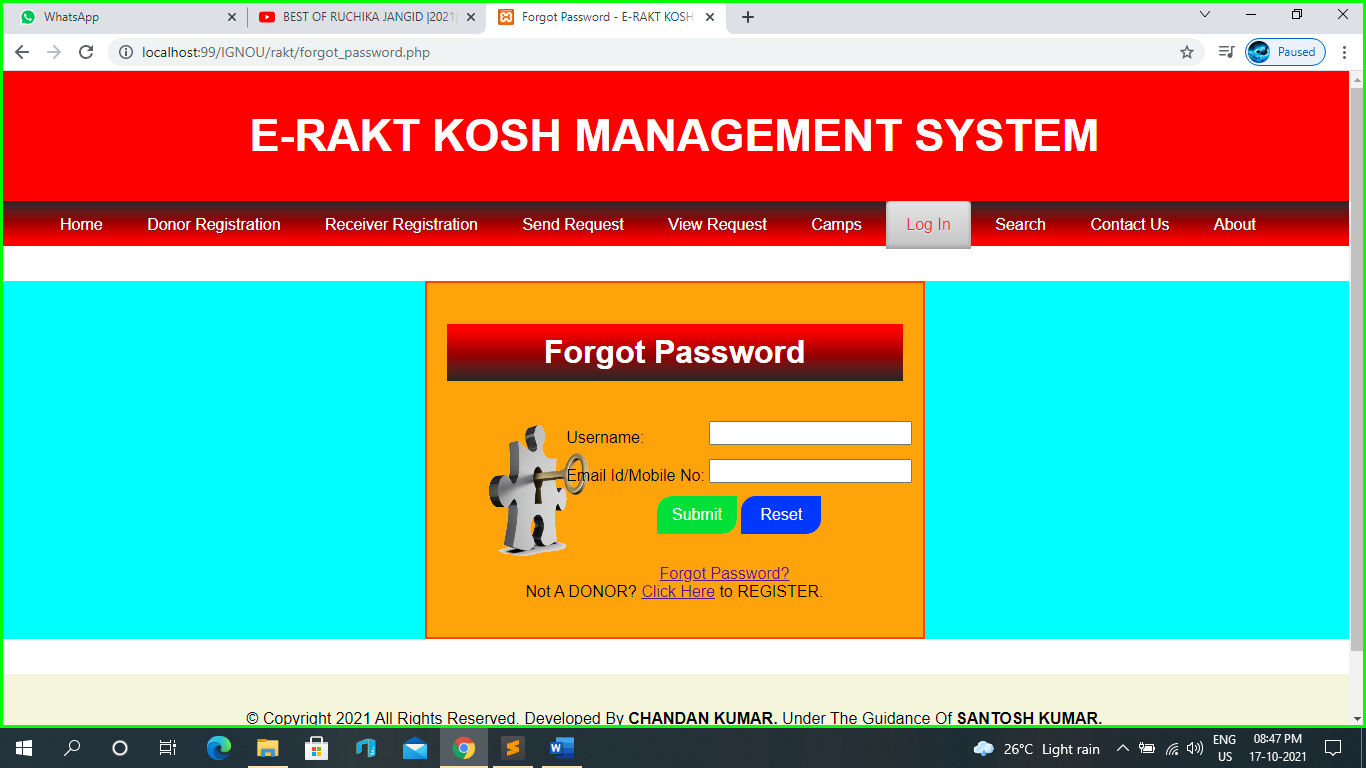 WhatsApp
BEST OF RUCHIKA JANGID |2021|
Forgot Password - E-RAKT KOSH
localhost:99/IGNOU/rakt/forgot_password.php
Paused
E-RAKT KOSH MANAGEMENT SYSTEM
Home Donor Registration Receiver Registration Send Request View Request Camps Log In Search Contact Us About
Forgot Password
Username:
Email Id/Mobile No:
Submit Reset
Forgot Password?
Not A DONOR? Click Here to REGISTER.
© Copyright 2021 All Rights Reserved. Developed By CHANDAN KUMAR. Under The Guidance Of SANTOSH KUMAR.
26°C Light rain
ENG
US
08:47 PM
17-10-2021